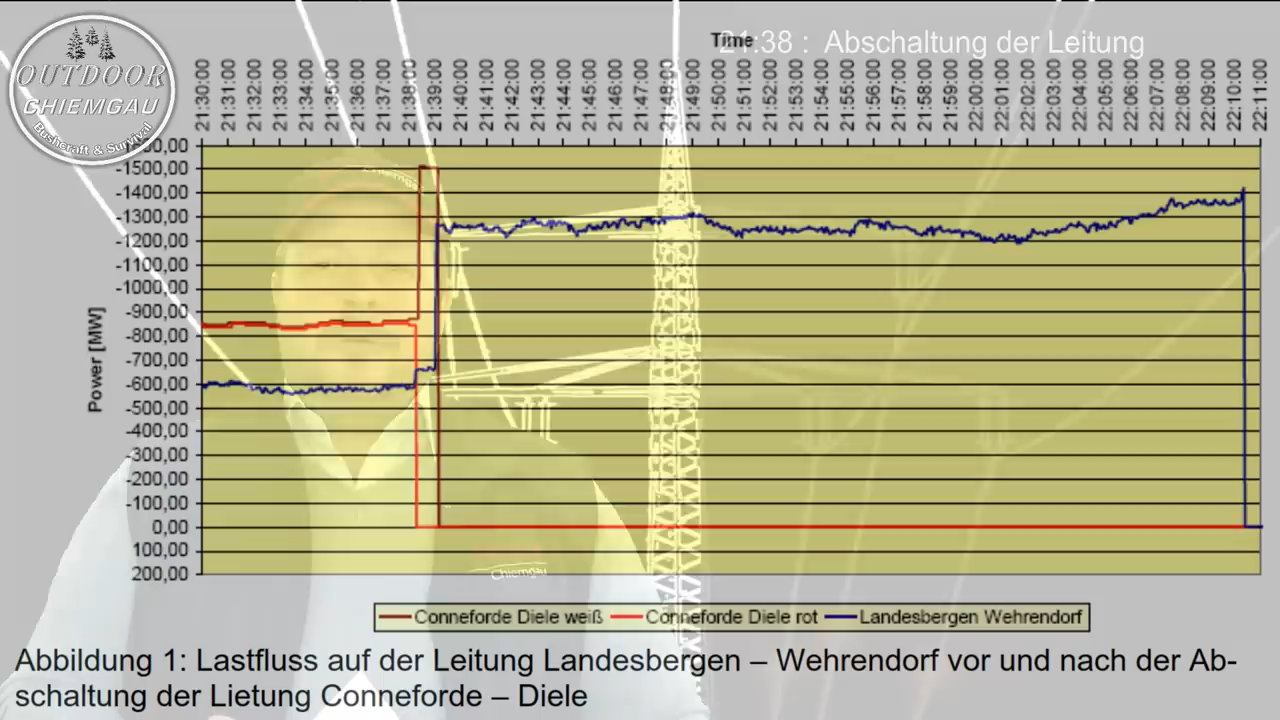 OUTDOOR
CHIEMGAU
Bushcraft & Survival
Time
21:38 : Abschaltung der Leitung
21:30:00 21:31:00 21:32:00 21:33:00 21:34:00 21:35:00 21:36:00 21:37:00 21:38:00 21:39:00 21:40:00 21:41:00 21:42:00 21:43:00 21:44:00 21:45:00 21:46:00 21:47:00 21:48:00 21:49:00 21:50:00 21:51:00 21:52:00 21:53:00 21:54:00 21:55:00 21:56:00 21:57:00 21:58:00 21:59:00 22:00:00 22:01:00 22:02:00 22:03:00 22:04:00 22:05:00 22:06:00 22:07:00 22:08:00 22:09:00 22:10:00 22:11:00
-1500,00
-1400,00
-1300,00
-1200,00
-1100,00
-1000,00
-900,00
-800,00
-700,00
-600,00
-500,00
-400,00
-300,00
-200,00
-100,00
0,00
100,00
200,00
Power [MW]
Chiemgau
Conneforde Diele weiß Conneforde Diele rot Landesbergen Wehrendorf
Abbildung 1: Lastfluss auf der Leitung Landesbergen – Wehrendorf vor und nach der Ab-
schaltung der Lietung Conneforde – Diele